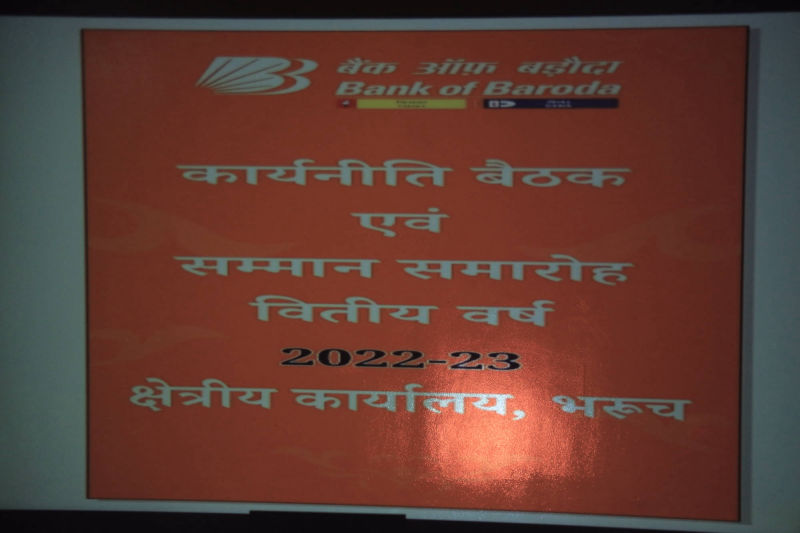 बैंक ऑफ़ बड़ौदा
Bank of Baroda
कार्यनीति बैठक
एवं
सम्मान समारोह
वितीय वर्ष
2022-23
क्षेत्रीय कार्यालय, भरूच